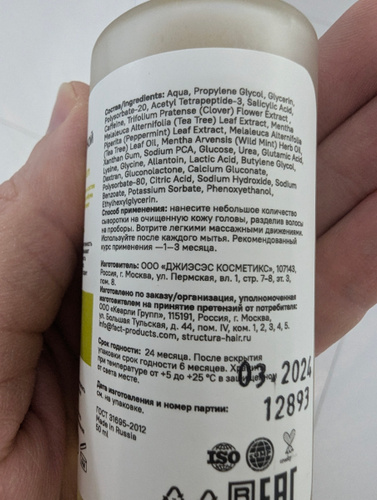 Состав/Ingredients: Aqua, Propylene Glycol, Glycerin,
Polysorbate-20, Acetyl Tetrapeptide-3, Salicylic Acid,
Caffeine, Trifolium Pratense (Clover) Flower Extract,
Melaleuca Alternifolia (Tea Tree) Leaf Extract, Mentha
Piperita (Peppermint) Leaf Extract, Melaleuca Alternifolia
(Tea Tree) Leaf Oil, Mentha Arvensis (Wild Mint) Herb Oil,
Xanthan Gum, Sodium PCA, Glucose, Urea, Glutamic Acid,
Lysine, Glycine, Allantoin, Lactic Acid, Butylene Glycol,
Dextran, Gluconolactone, Calcium Gluconate,
Polysorbate-80, Citric Acid, Sodium Hydroxide, Sodium
Benzoate, Potassium Sorbate, Phenoxyethanol,
Ethylhexylglycerin.
Способ применения: нанесите небольшое количество
сыворотки на очищенную кожу головы, разделив волосы
на проборы. Вотрите легкими массажными движениями.
Используйте после каждого мытья. Рекомендованный
курс применения —1–3 месяца.
Изготовитель: ООО «ДЖИЭСЭС КОСМЕТИКС», 107143,
Россия, г. Москва, ул. Пермская, вл. 1, стр. 7-8, эт. 3,
пом. 8.
Изготовлено по заказу/организация, уполномоченная
изготовителем на принятие претензий от потребителя:
ООО «Кварли Групп», 115191, Россия, г. Москва,
ул. Большая Тульская, д. 44, пом. IV, ком. 1, 2, 3, 4, 5.
info@fact-products.com, structura-hair.ru
Срок годности: 24 месяца. После вскрытия
упаковки срок годности 6 месяцев.
при температуре от +5 до +25 °C в
от света месте.
03, 2024
12893
Дата изготовления и номер партии:
см. на упаковке.
ГОСТ 31695-2012
Made in Russia
50 ml
ISO
EAC